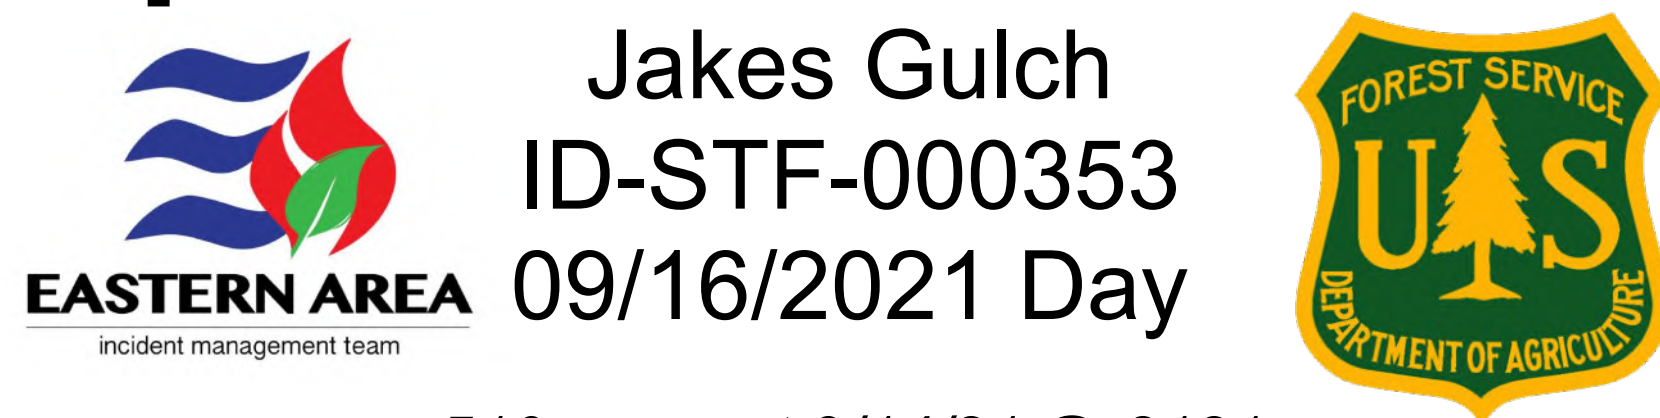 Jakes Gulch
ID-STF-000353
09/16/2021 Day
EASTERN AREA
incident management team
FOREST SERVICE
U S
DEPARTMENT OF AGRICULTURE